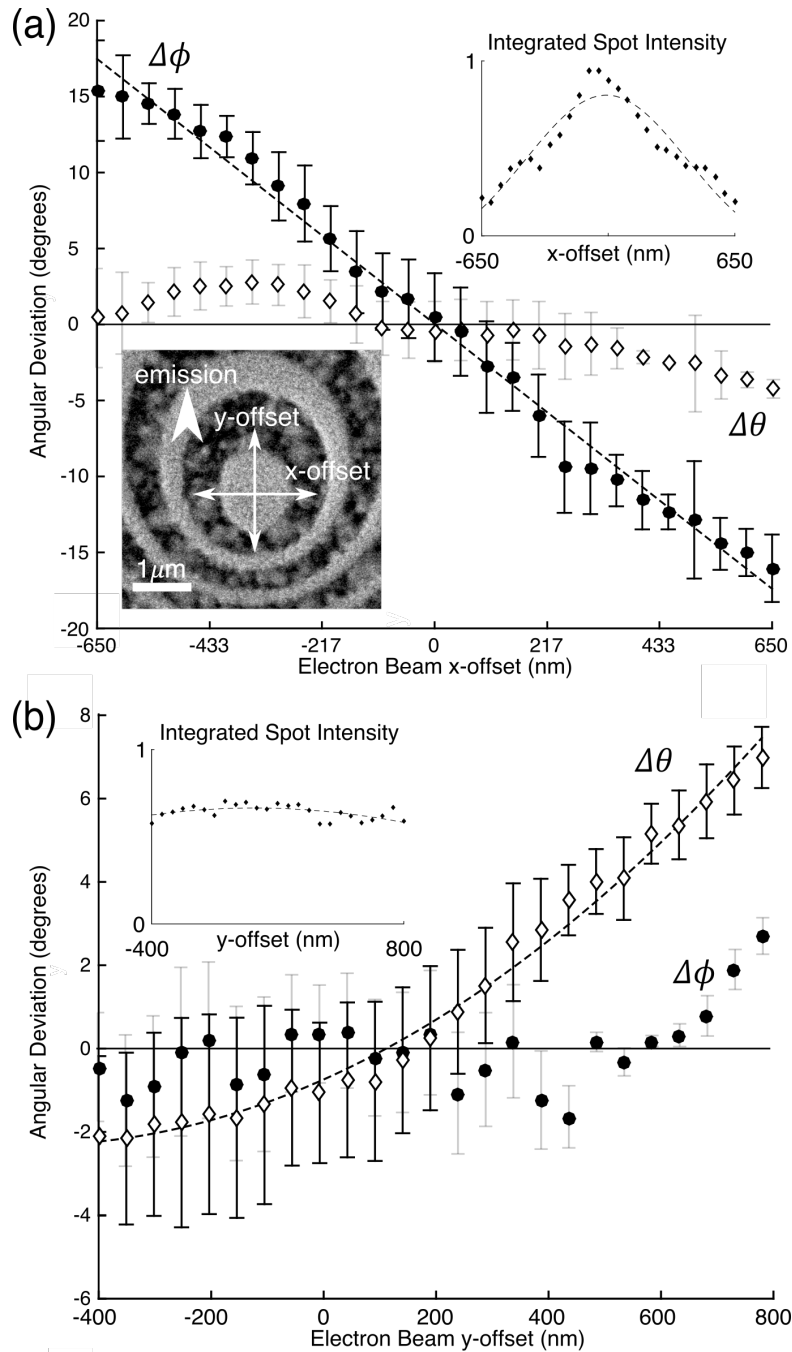 (a)
20
15
10
5
0
-5
-10
-15
-20
Angular Deviation (degrees)
Δϕ
Integrated Spot Intensity
1
0
-650
x-offset (nm)
650
Δθ
emission
y-offset
x-offset
1μm
-650 -433 -217 0 217 433 650
Electron Beam x-offset (nm)
(b)
8
6
4
2
0
-2
-4
-6
Angular Deviation (degrees)
Integrated Spot Intensity
1
0
-400
y-offset (nm)
800
Δθ
Δϕ
-400 -200 0 200 400 600 800
Electron Beam y-offset (nm)